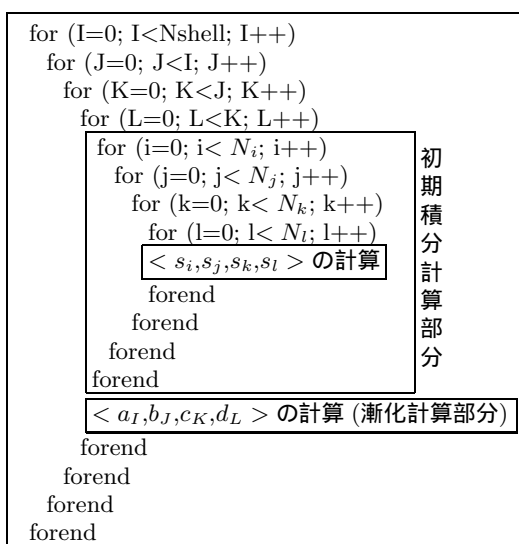 for (I=0; I<Nshell; I++)
for (J=0; J<I; J++)
for (K=0; K<J; K++)
for (L=0; L<K; L++)
for (i=0; i< N_i; i++)
for (j=0; j< N_j; j++)
for (k=0; k< N_k; k++)
for (l=0; l< N_l; l++)
< s_i,s_j,s_k,s_l > の計算
forend
forend
forend
forend
初期積分計算部分
< a_I,b_J,c_K,d_L > の計算 (漸化計算部分)
forend
forend
forend
forend